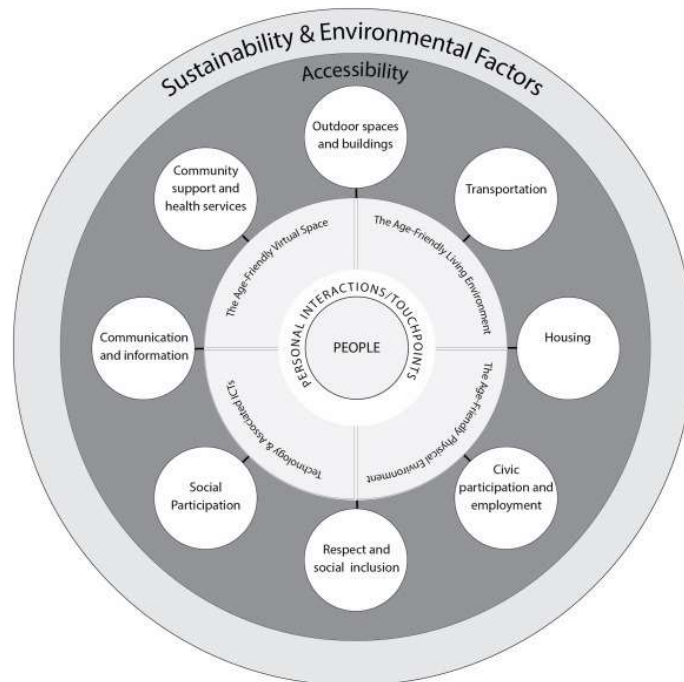 Sustainability & Environmental Factors
Accessibility
Outdoor spaces
and buildings
Community
support and
health services
Transportation
The Age-Friendly Virtual Space
The Age-Friendly Living Environment
PERSONAL INTERACTIONS/TOUCHPOINTS
PEOPLE
Communication
and information
Housing
Technology & Associated ICTs
The Age-Friendly Physical Environment
Social
Participation
Civic
participation and
employment
Respect and
social inclusion